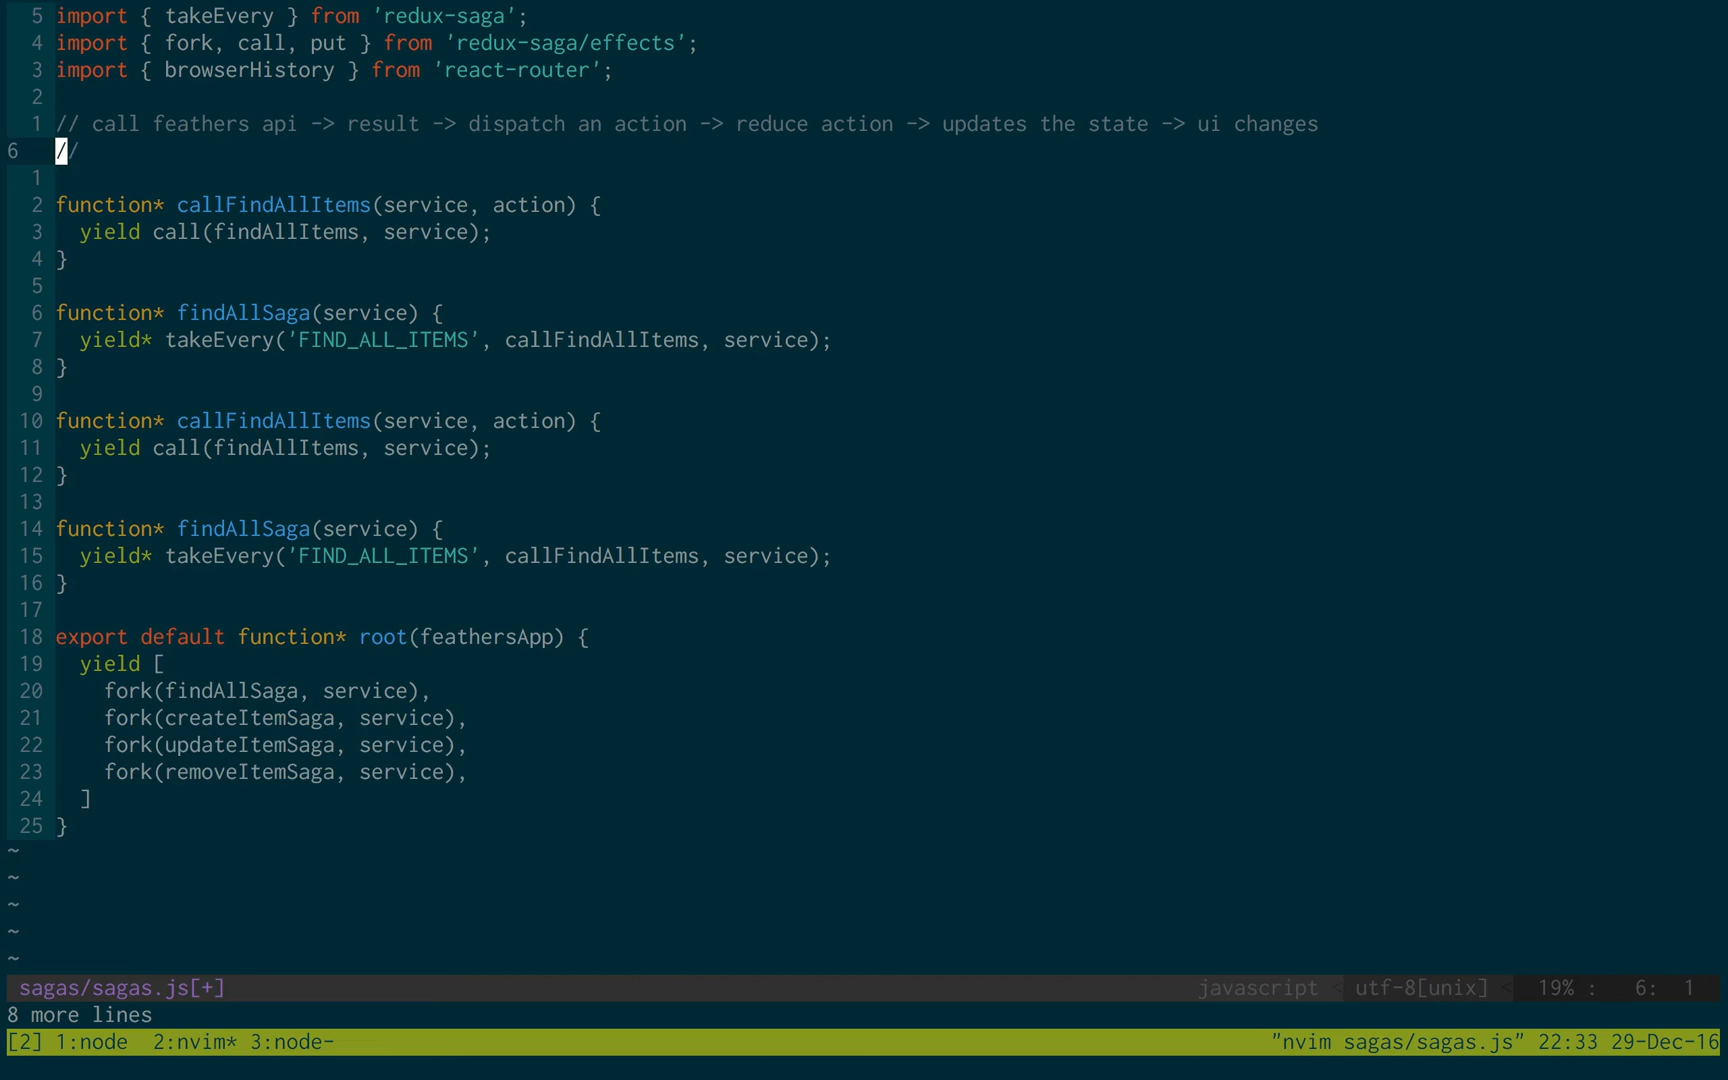 5 import { takeEvery } from 'redux-saga';
4 import { fork, call, put } from 'redux-saga/effects';
3 import { browserHistory } from 'react-router';
2
1 // call feathers api -> result -> dispatch an action -> reduce action -> updates the state -> ui changes
6 //
1
2 function* callFindAllItems(service, action) {
3 yield call(findAllItems, service);
4 }
5
6 function* findAllSaga(service) {
7 yield* takeEvery('FIND_ALL_ITEMS', callFindAllItems, service);
8 }
9
10 function* callFindAllItems(service, action) {
11 yield call(findAllItems, service);
12 }
13
14 function* findAllSaga(service) {
15 yield* takeEvery('FIND_ALL_ITEMS', callFindAllItems, service);
16 }
17
18 export default function* root(feathersApp) {
19 yield [
20 fork(findAllSaga, service),
21 fork(createItemSaga, service),
22 fork(updateItemSaga, service),
23 fork(removeItemSaga, service),
24 ]
25 }
~
~
~
~
~
sagas/sagas.js[+] javascript < utf-8[unix] < 19% : 6: 1
8 more lines
[2] 1:node 2:nvim* 3:node- "nvim sagas/sagas.js" 22:33 29-Dec-16